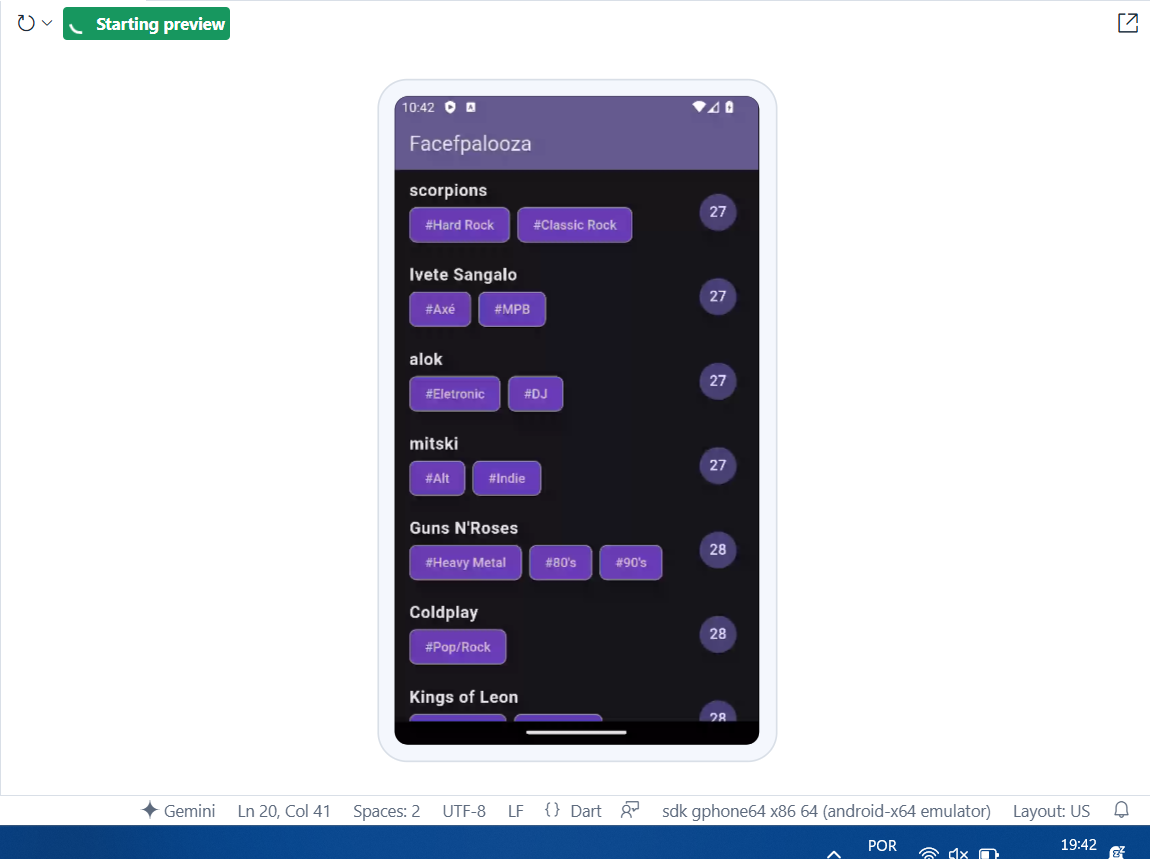 Starting preview
10:42
Facefpalooza
scorpions
#Hard Rock #Classic Rock 27
Ivete Sangalo
#Axé #MPB 27
alok
#Eletronic #DJ 27
mitski
#Alt #Indie 27
Guns N'Roses
#Heavy Metal #80's #90's 28
Coldplay
#Pop/Rock 28
Kings of Leon
28
Gemini Ln 20, Col 41 Spaces: 2 UTF-8 LF {} Dart sdk gphone64 x86 64 (android-x64 emulator) Layout: US
POR 19:42